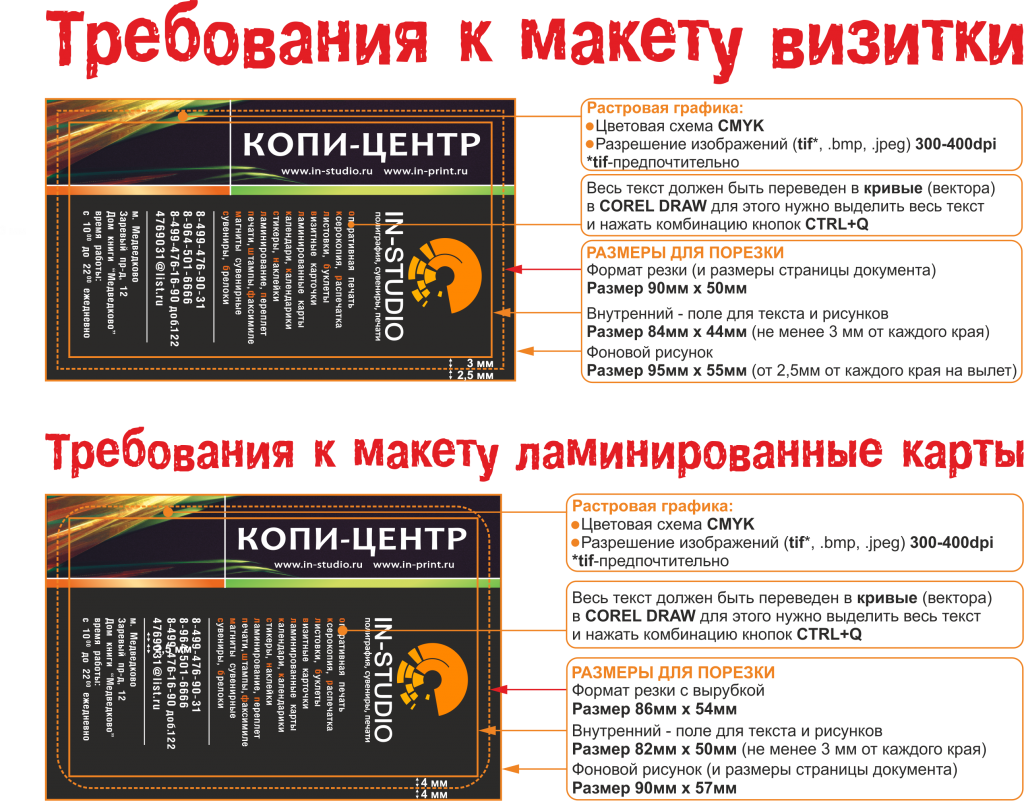 Требования к макету визитки
КОПИ-ЦЕНТР
www.in-studio.ru www.in-print.ru
IN-STUDIO
полиграфия, сувениры, печати
оперативная печать
ксерокопия, распечатка
листовки, буклеты
визитные карточки
ламинированные карты
календари, календарики
стикеры, наклейки
ламинирование, переплет
печати, штампы, факсимиле
магниты сувенирные
сувениры, брелоки
8-499-476-90-31
8-964-501-6666
8-499-476-16-90 доб.122
4769031@list.ru
м. Медведково
Заревый пр-д. 12
Дом книги "Медведково"
время работы:
с 10⁰⁰ до 22⁰⁰ ежедневно
3 мм
2,5 мм
Растровая графика:
Цветовая схема CMYK
Разрешение изображений (tif*, .bmp, .jpeg) 300-400dpi
*tif-предпочтительно
Весь текст должен быть переведен в кривые (вектора)
в COREL DRAW для этого нужно выделить весь текст
и нажать комбинацию кнопок CTRL+Q
РАЗМЕРЫ ДЛЯ ПОРЕЗКИ
Формат резки (и размеры страницы документа)
Размер 90мм x 50мм
Внутренний - поле для текста и рисунков
Размер 84мм x 44мм (не менее 3 мм от каждого края)
Фоновой рисунок
Размер 95мм x 55мм (от 2,5мм от каждого края на вылет)
Требования к макету ламинированные карты
КОПИ-ЦЕНТР
www.in-studio.ru www.in-print.ru
IN-STUDIO
полиграфия, сувениры, печати
оперативная печать
ксерокопия, распечатка
листовки, буклеты
визитные карточки
ламинированные карты
календари, календарики
стикеры, наклейки
ламинирование, переплет
печати, штампы, факсимиле
магниты сувенирные
сувениры, брелоки
8-499-476-90-31
8-964-501-6666
8-499-476-16-90 доб.122
4769031@list.ru
м. Медведково
Заревый пр-д. 12
Дом книги "Медведково"
время работы:
с 10⁰⁰ до 22⁰⁰ ежедневно
4 мм
4 мм
Растровая графика:
Цветовая схема CMYK
Разрешение изображений (tif*, .bmp, .jpeg) 300-400dpi
*tif-предпочтительно
Весь текст должен быть переведен в кривые (вектора)
в COREL DRAW для этого нужно выделить весь текст
и нажать комбинацию кнопок CTRL+Q
РАЗМЕРЫ ДЛЯ ПОРЕЗКИ
Формат резки с вырубкой
Размер 86мм x 54мм
Внутренний - поле для текста и рисунков
Размер 82мм x 50мм (не менее 3 мм от каждого края)
Фоновой рисунок (и размеры страницы документа)
Размер 90мм x 57мм